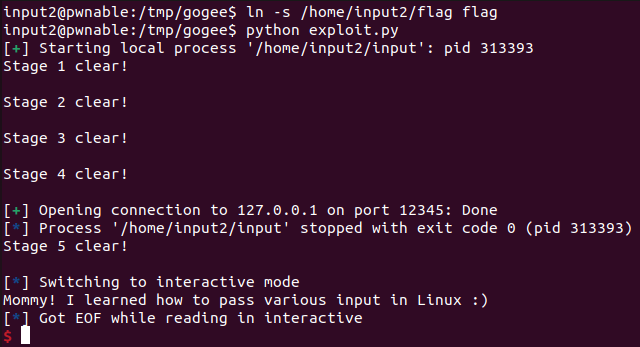 input2@pwnable:/tmp/gogee$ ln -s /home/input2/flag flag
input2@pwnable:/tmp/gogee$ python exploit.py
[+] Starting local process '/home/input2/input': pid 313393
Stage 1 clear!
Stage 2 clear!
Stage 3 clear!
Stage 4 clear!
[+] Opening connection to 127.0.0.1 on port 12345: Done
[*] Process '/home/input2/input' stopped with exit code 0 (pid 313393)
Stage 5 clear!
[*] Switching to interactive mode
Mommy! I learned how to pass various input in Linux :)
[*] Got EOF while reading in interactive
$